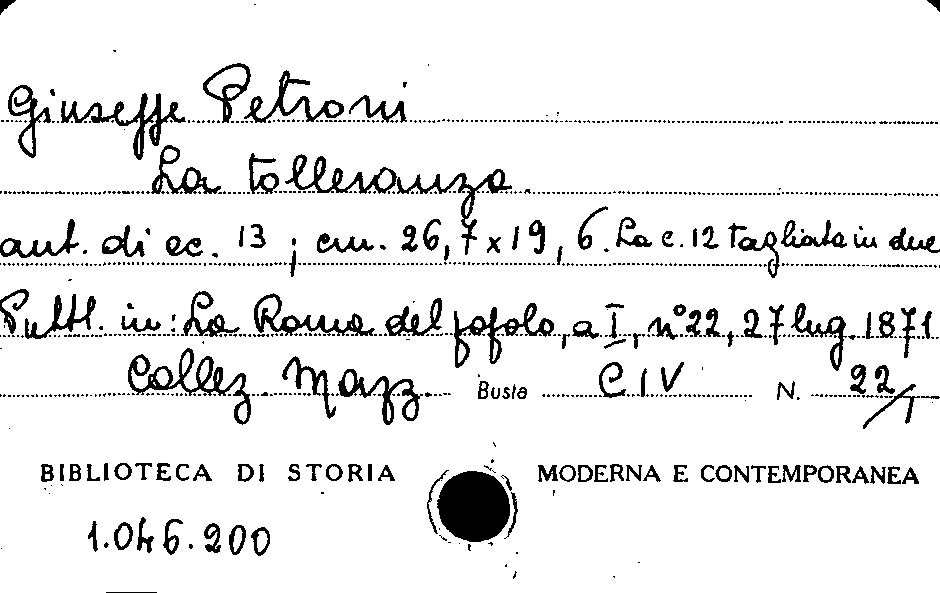 Giuseppe Petroni
La tolleranza.
aut. di cc. 13 ; cm. 26,7 x 19, 6. La c. 12 tagliata in due
Pubbl. in: La Roma del popolo, a I, n° 22, 27 lug. 1871
Collez. Mazz. Busta CIV N. 22/1
BIBLIOTECA DI STORIA MODERNA E CONTEMPORANEA
1.046.200